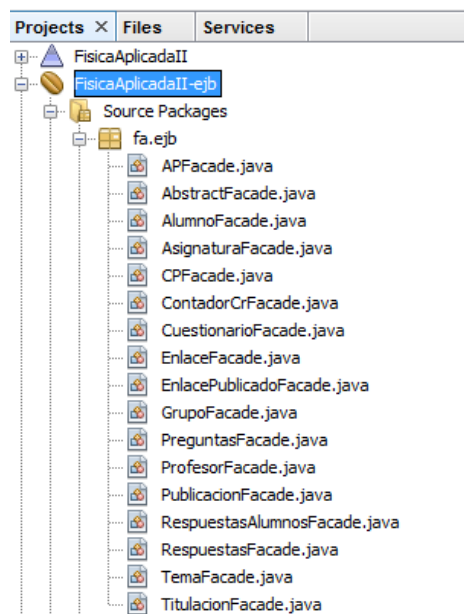 Projects × Files Services
FisicaAplicadaII
FisicaAplicadaII-ejb
Source Packages
fa.ejb
APFacade.java
AbstractFacade.java
AlumnoFacade.java
AsignaturaFacade.java
CPFacade.java
ContadorCrFacade.java
CuestionarioFacade.java
EnlaceFacade.java
EnlacePublicadoFacade.java
GrupoFacade.java
PreguntasFacade.java
ProfesorFacade.java
PublicacionFacade.java
RespuestasAlumnosFacade.java
RespuestasFacade.java
TemaFacade.java
TitulacionFacade.java